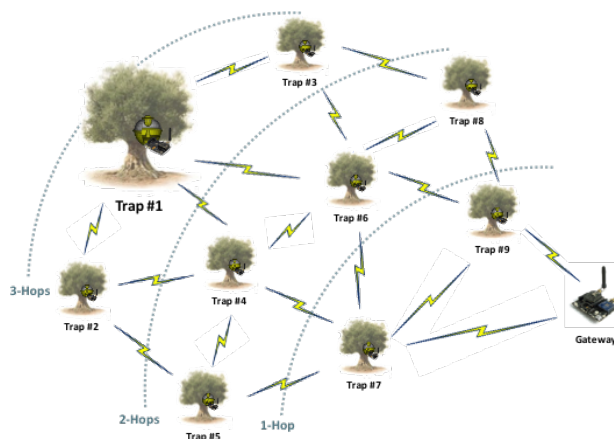 Trap #3
Trap #8
Trap #1
Trap #6
Trap #9
3-Hops
Trap #2
Trap #4
Gateway
Trap #7
2-Hops
Trap #5
1-Hop